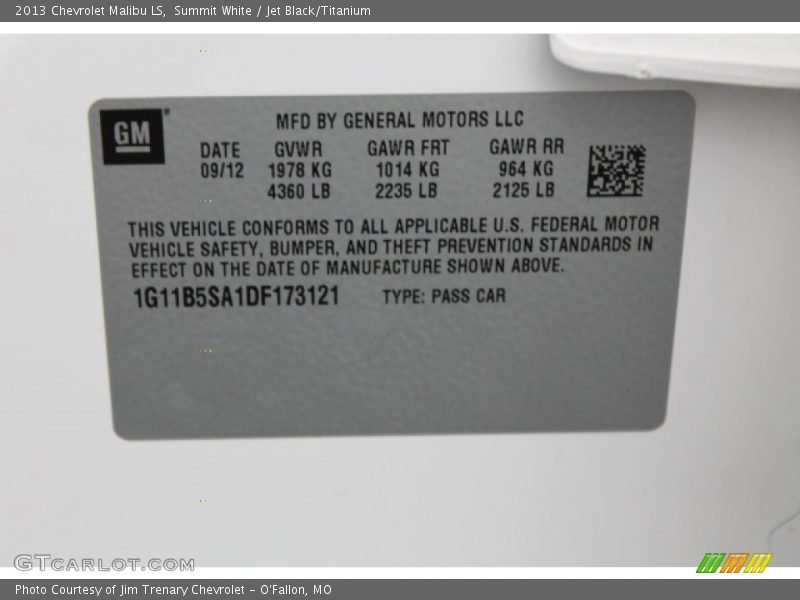 2013 Chevrolet Malibu LS,  Summit White / Jet Black/Titanium
GM
MFD BY GENERAL MOTORS LLC
DATE GVWR GAWR FRT GAWR RR
09/12 1978 KG 1014 KG 964 KG
4360 LB 2235 LB 2125 LB
THIS VEHICLE CONFORMS TO ALL APPLICABLE U.S. FEDERAL MOTOR
VEHICLE SAFETY, BUMPER, AND THEFT PREVENTION STANDARDS IN
EFFECT ON THE DATE OF MANUFACTURE SHOWN ABOVE.
1G11B5SA1DF173121 TYPE: PASS CAR
GTCARLOT.COM
Photo Courtesy of Jim Trenary Chevrolet - O'Fallon, MO